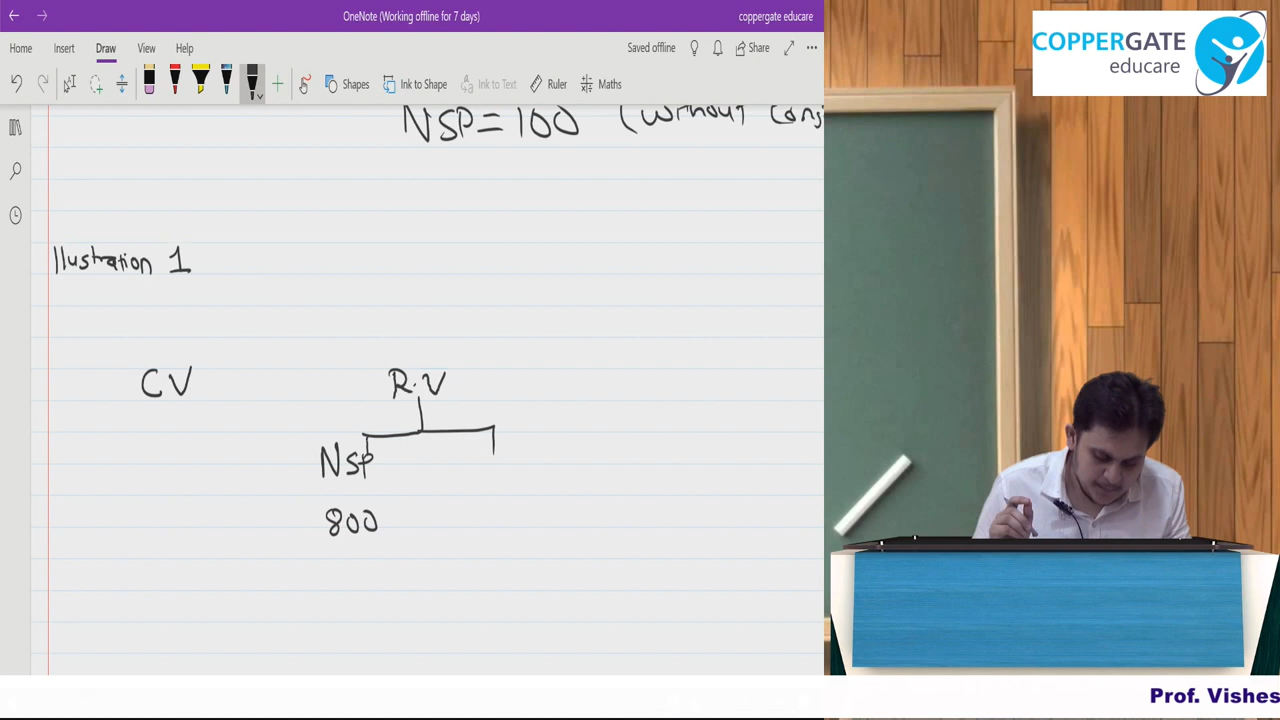 OneNote (Working offline for 7 days)
coppergate educare
Home Insert Draw View Help
Saved offline
Share
Shapes
Ink to Shape
Ink to Text
Ruler
Maths
COPPERGATE
educare
NSP = 100 (without
Illustration 1
CV
R.V
NSP
800
Prof. Vishes